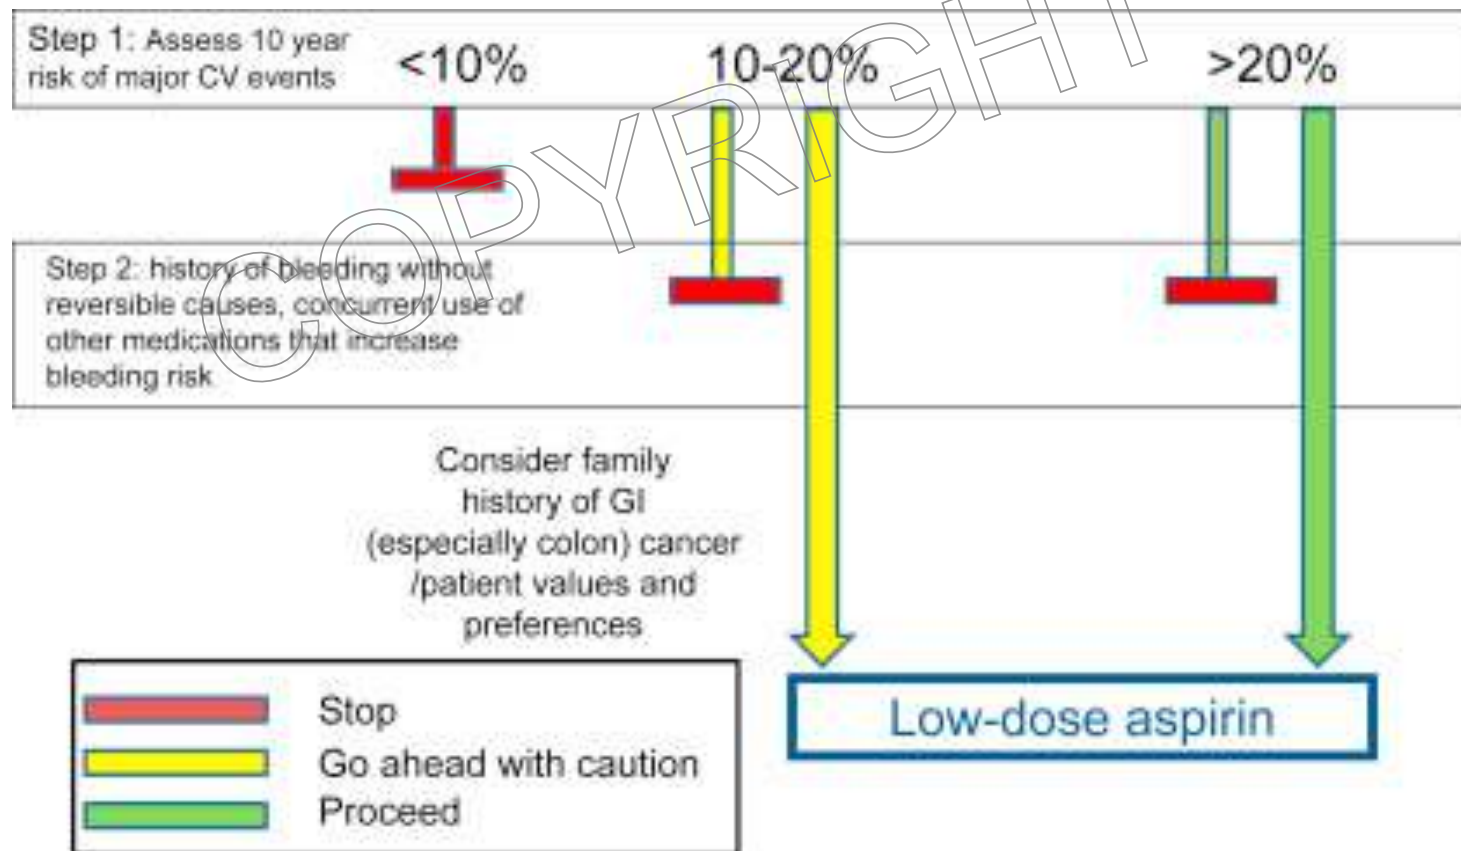 Step 1: Assess 10 year
risk of major CV events
<10%
10-20%
>20%
COPYRIGHT
Step 2: history of bleeding without
reversible causes, concurrent use of
other medications that increase
bleeding risk
Consider family
history of GI
(especially colon) cancer
/patient values and
preferences
Stop
Go ahead with caution
Proceed
Low-dose aspirin